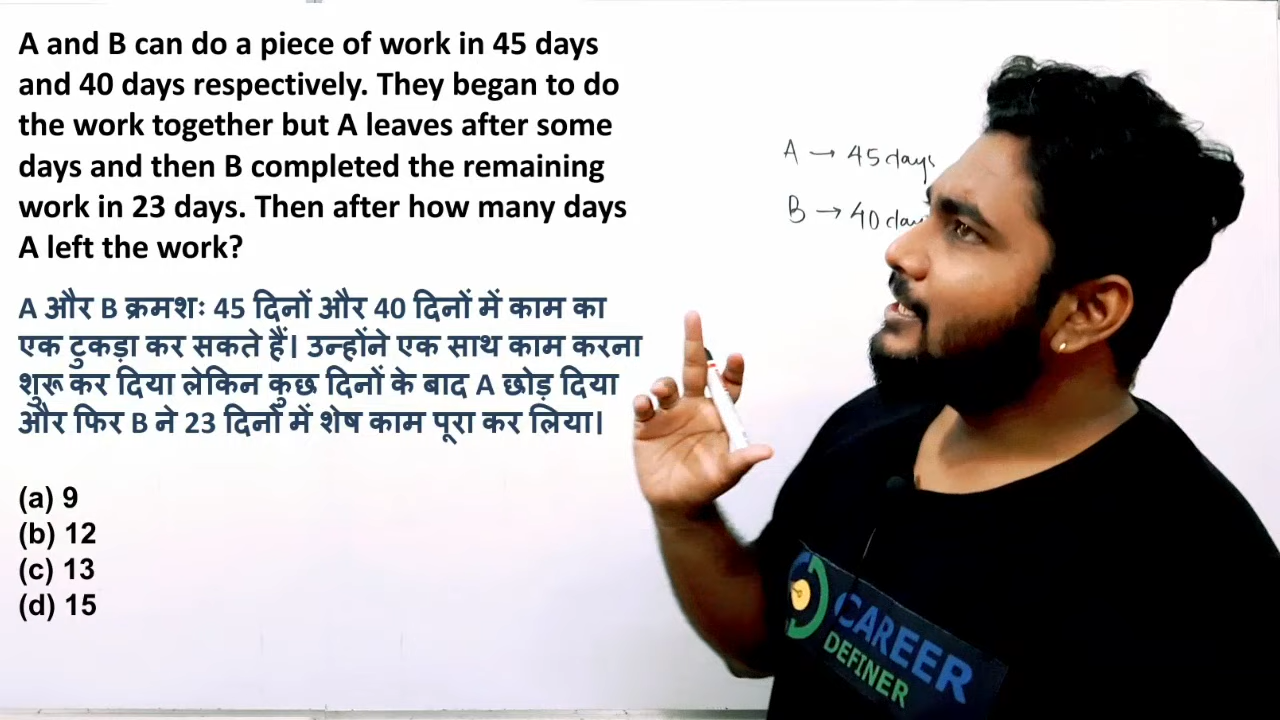 A and B can do a piece of work in 45 days
and 40 days respectively. They began to do
the work together but A leaves after some
days and then B completed the remaining
work in 23 days. Then after how many days
A left the work?
A और B क्रमशः 45 दिनों और 40 दिनों में काम का
एक टुकड़ा कर सकते हैं। उन्होंने एक साथ काम करना
शुरू कर दिया लेकिन कुछ दिनों के बाद A छोड़ दिया
और फिर B ने 23 दिनों में शेष काम पूरा कर लिया।
(a) 9
(b) 12
(c) 13
(d) 15
A → 45 days
B → 40
CAREER
DEFINER